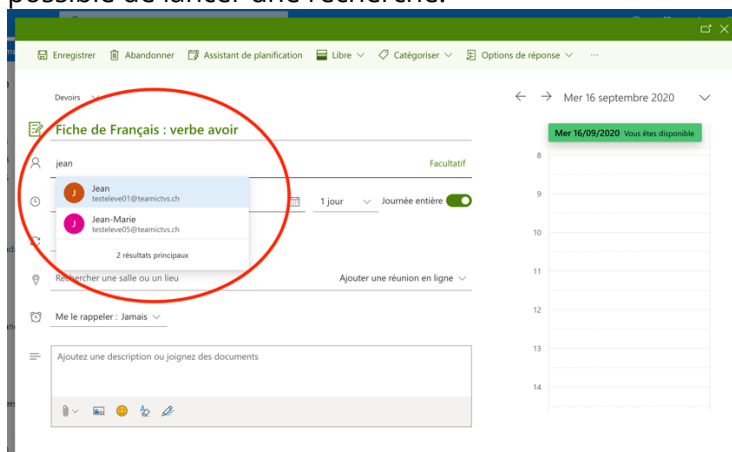 possible de lancer une recherche.
Enregistrer Abandonner Assistant de planification Libre Catégoriser Options de réponse ...
Devoirs
Mer 16 septembre 2020
Fiche de Français : verbe avoir
Mer 16/09/2020 Vous êtes disponible
jean
Facultatif
8
J Jean
testeleve01@teamictvs.ch
1 jour
Journée entière
9
J Jean-Marie
testeleve05@teamictvs.ch
10
2 résultats principaux
Rechercher une salle ou un lieu
Ajouter une réunion en ligne
11
Me le rappeler : Jamais
12
Ajoutez une description ou joignez des documents
13
14